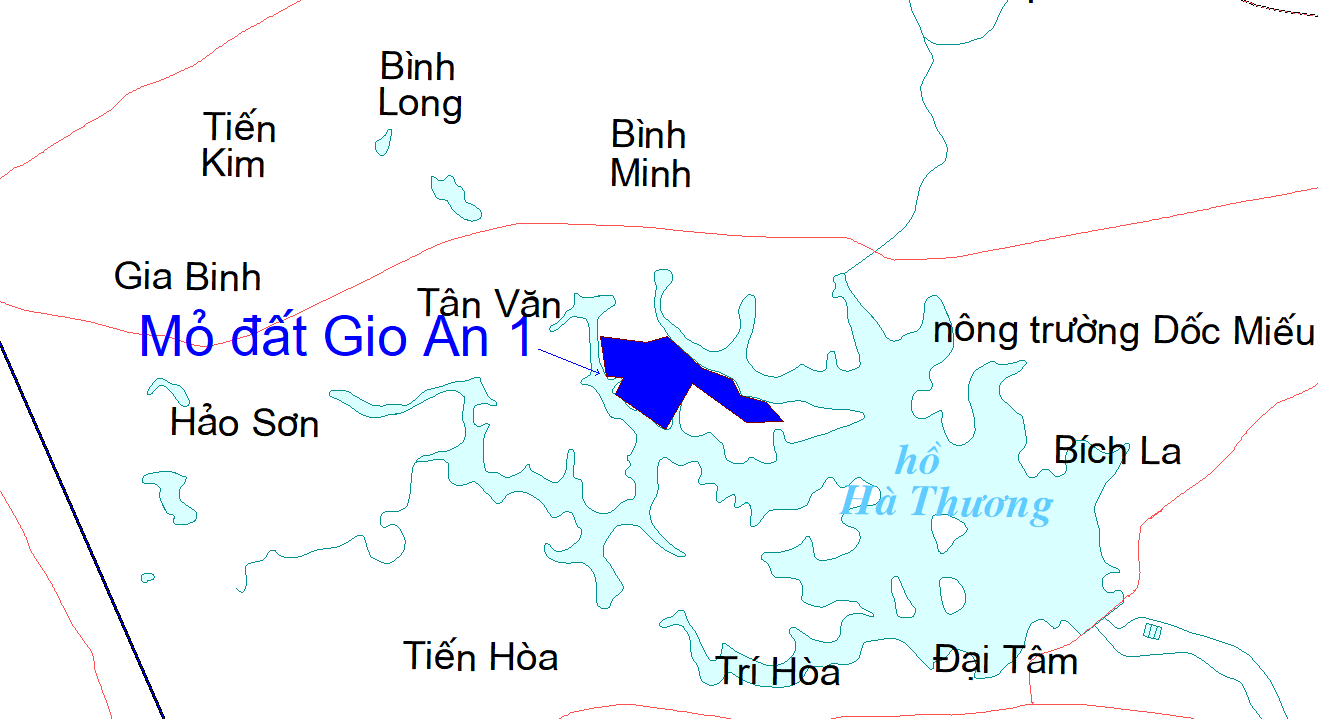 Bình
Long
Tiến
Kim
Bình
Minh
Gia Binh
Tân Văn
Mỏ đất Gio An 1
nông trường Dốc Miếu
Hảo Sơn
Bích La
hồ
Hà Thương
Tiến Hòa
Trí Hòa
Đại Tâm